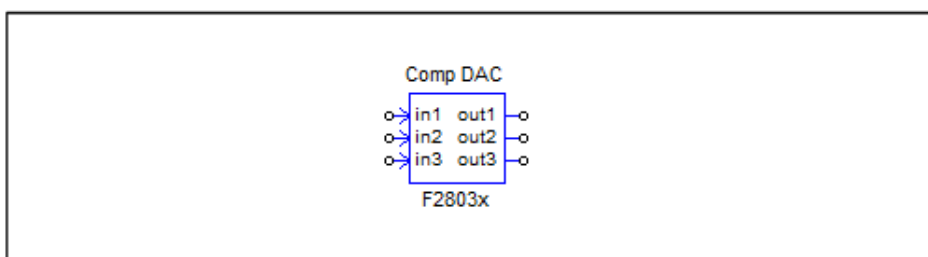 Comp DAC
in1 out1
in2 out2
in3 out3
F2803x